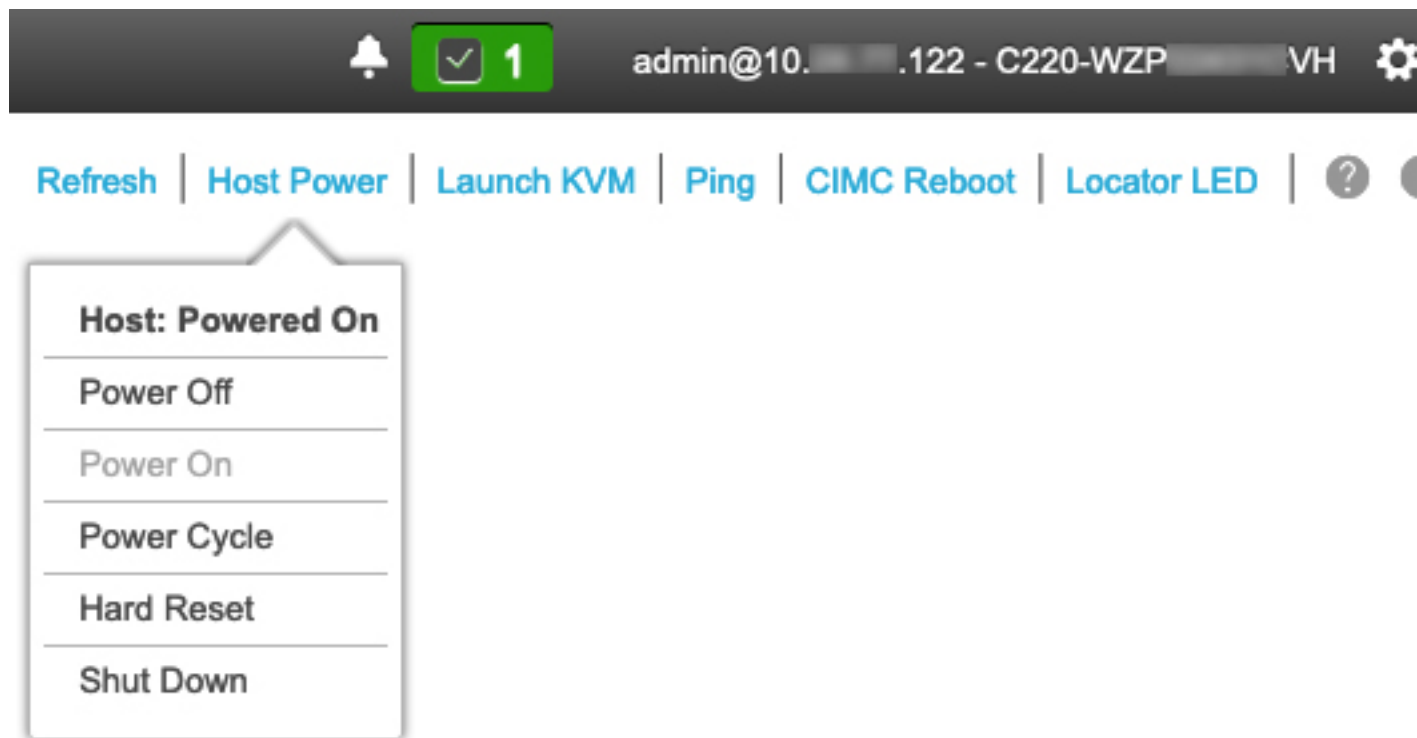 1 admin@10. .122 - C220-WZP VH
Refresh | Host Power | Launch KVM | Ping | CIMC Reboot | Locator LED | ?
Host: Powered On
Power Off
Power On
Power Cycle
Hard Reset
Shut Down